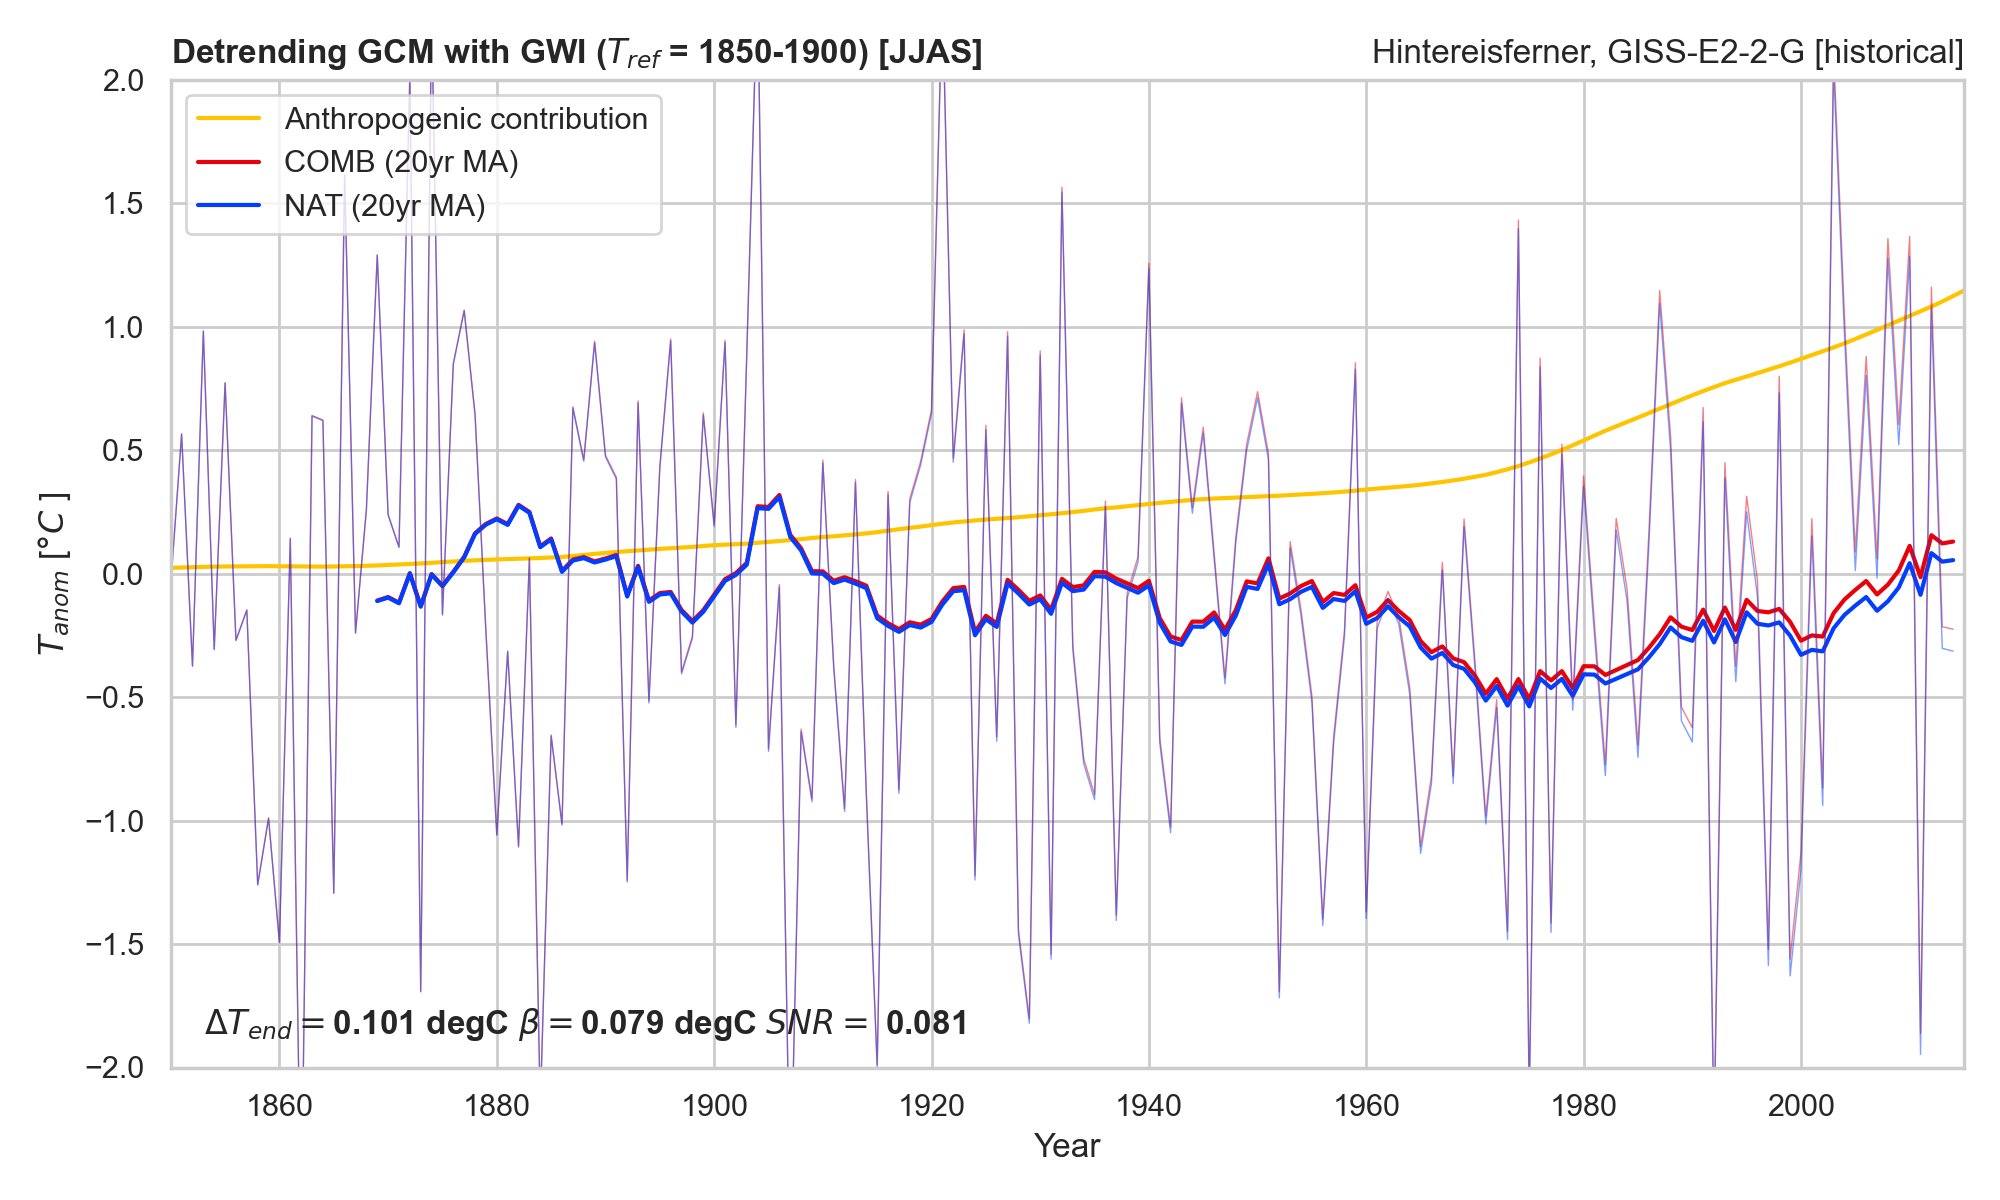 Detrending GCM with GWI (T_ref = 1850-1900) [JJAS]
Hintereisferner, GISS-E2-2-G [historical]
2.0
1.5
1.0
0.5
0.0
−0.5
−1.0
−1.5
−2.0
T_anom [°C]
Anthropogenic contribution
COMB (20yr MA)
NAT (20yr MA)
ΔT_end = 0.101 degC β = 0.079 degC SNR = 0.081
1860 1880 1900 1920 1940 1960 1980 2000
Year